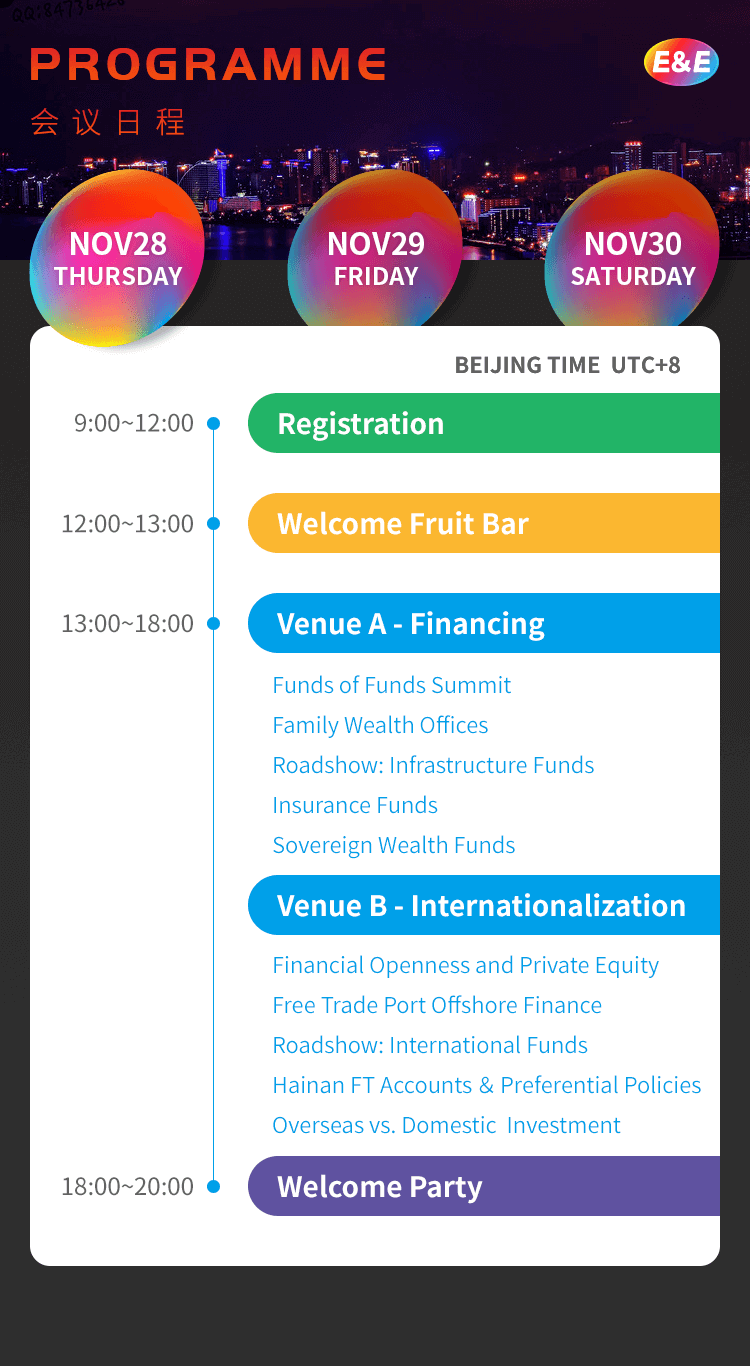 PROGRAMME
E&E
会议日程
NOV28
THURSDAY
NOV29
FRIDAY
NOV30
SATURDAY
BEIJING TIME UTC+8
9:00~12:00
Registration
12:00~13:00
Welcome Fruit Bar
13:00~18:00
Venue A - Financing
Funds of Funds Summit
Family Wealth Offices
Roadshow: Infrastructure Funds
Insurance Funds
Sovereign Wealth Funds
Venue B - Internationalization
Financial Openness and Private Equity
Free Trade Port Offshore Finance
Roadshow: International Funds
Hainan FT Accounts & Preferential Policies
Overseas vs. Domestic Investment
18:00~20:00
Welcome Party